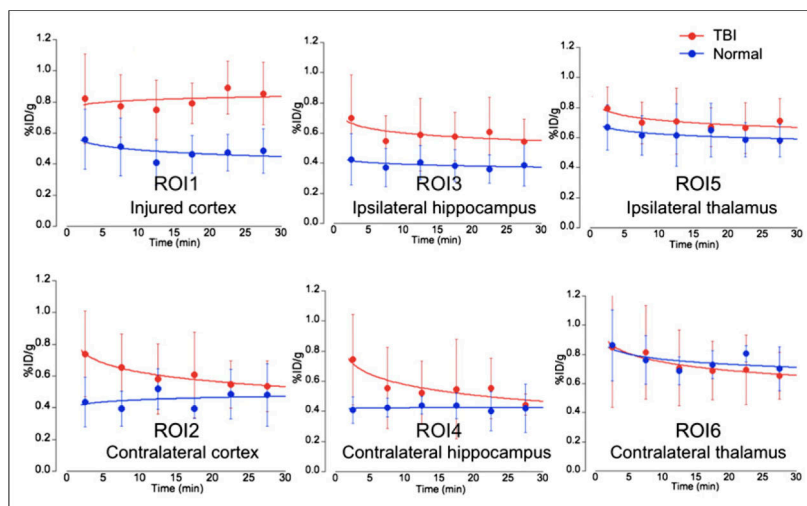 TBI
Normal
%ID/g
1.2
1.0
0.8
0.6
0.4
0.2
0.0
0 5 10 15 20 25 30
Time (min)
ROI1
Injured cortex
%ID/g
1.2
1.0
0.8
0.6
0.4
0.2
0.0
0 5 10 15 20 25 30
Time (min)
ROI3
Ipsilateral hippocampus
%ID/g
1.2
1.0
0.8
0.6
0.4
0.2
0.0
0 5 10 15 20 25 30
Time (min)
ROI5
Ipsilateral thalamus
%ID/g
1.2
1.0
0.8
0.6
0.4
0.2
0.0
0 5 10 15 20 25 30
Time (min)
ROI2
Contralateral cortex
%ID/g
1.2
1.0
0.8
0.6
0.4
0.2
0.0
0 5 10 15 20 25 30
Time (min)
ROI4
Contralateral hippocampus
%ID/g
1.2
1.0
0.8
0.6
0.4
0.2
0.0
0 5 10 15 20 25 30
Time (min)
ROI6
Contralateral thalamus